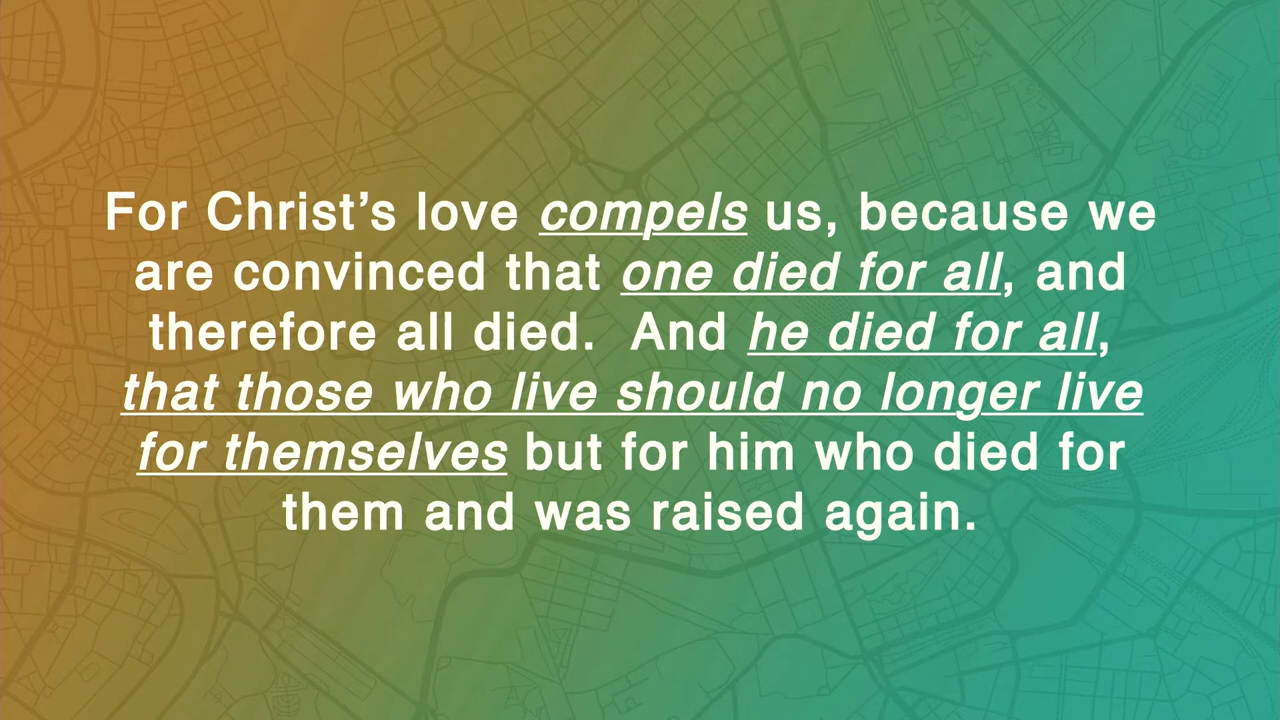 For Christ’s love compels us, because we
are convinced that one died for all, and
therefore all died.  And he died for all,
that those who live should no longer live
for themselves but for him who died for
them and was raised again.